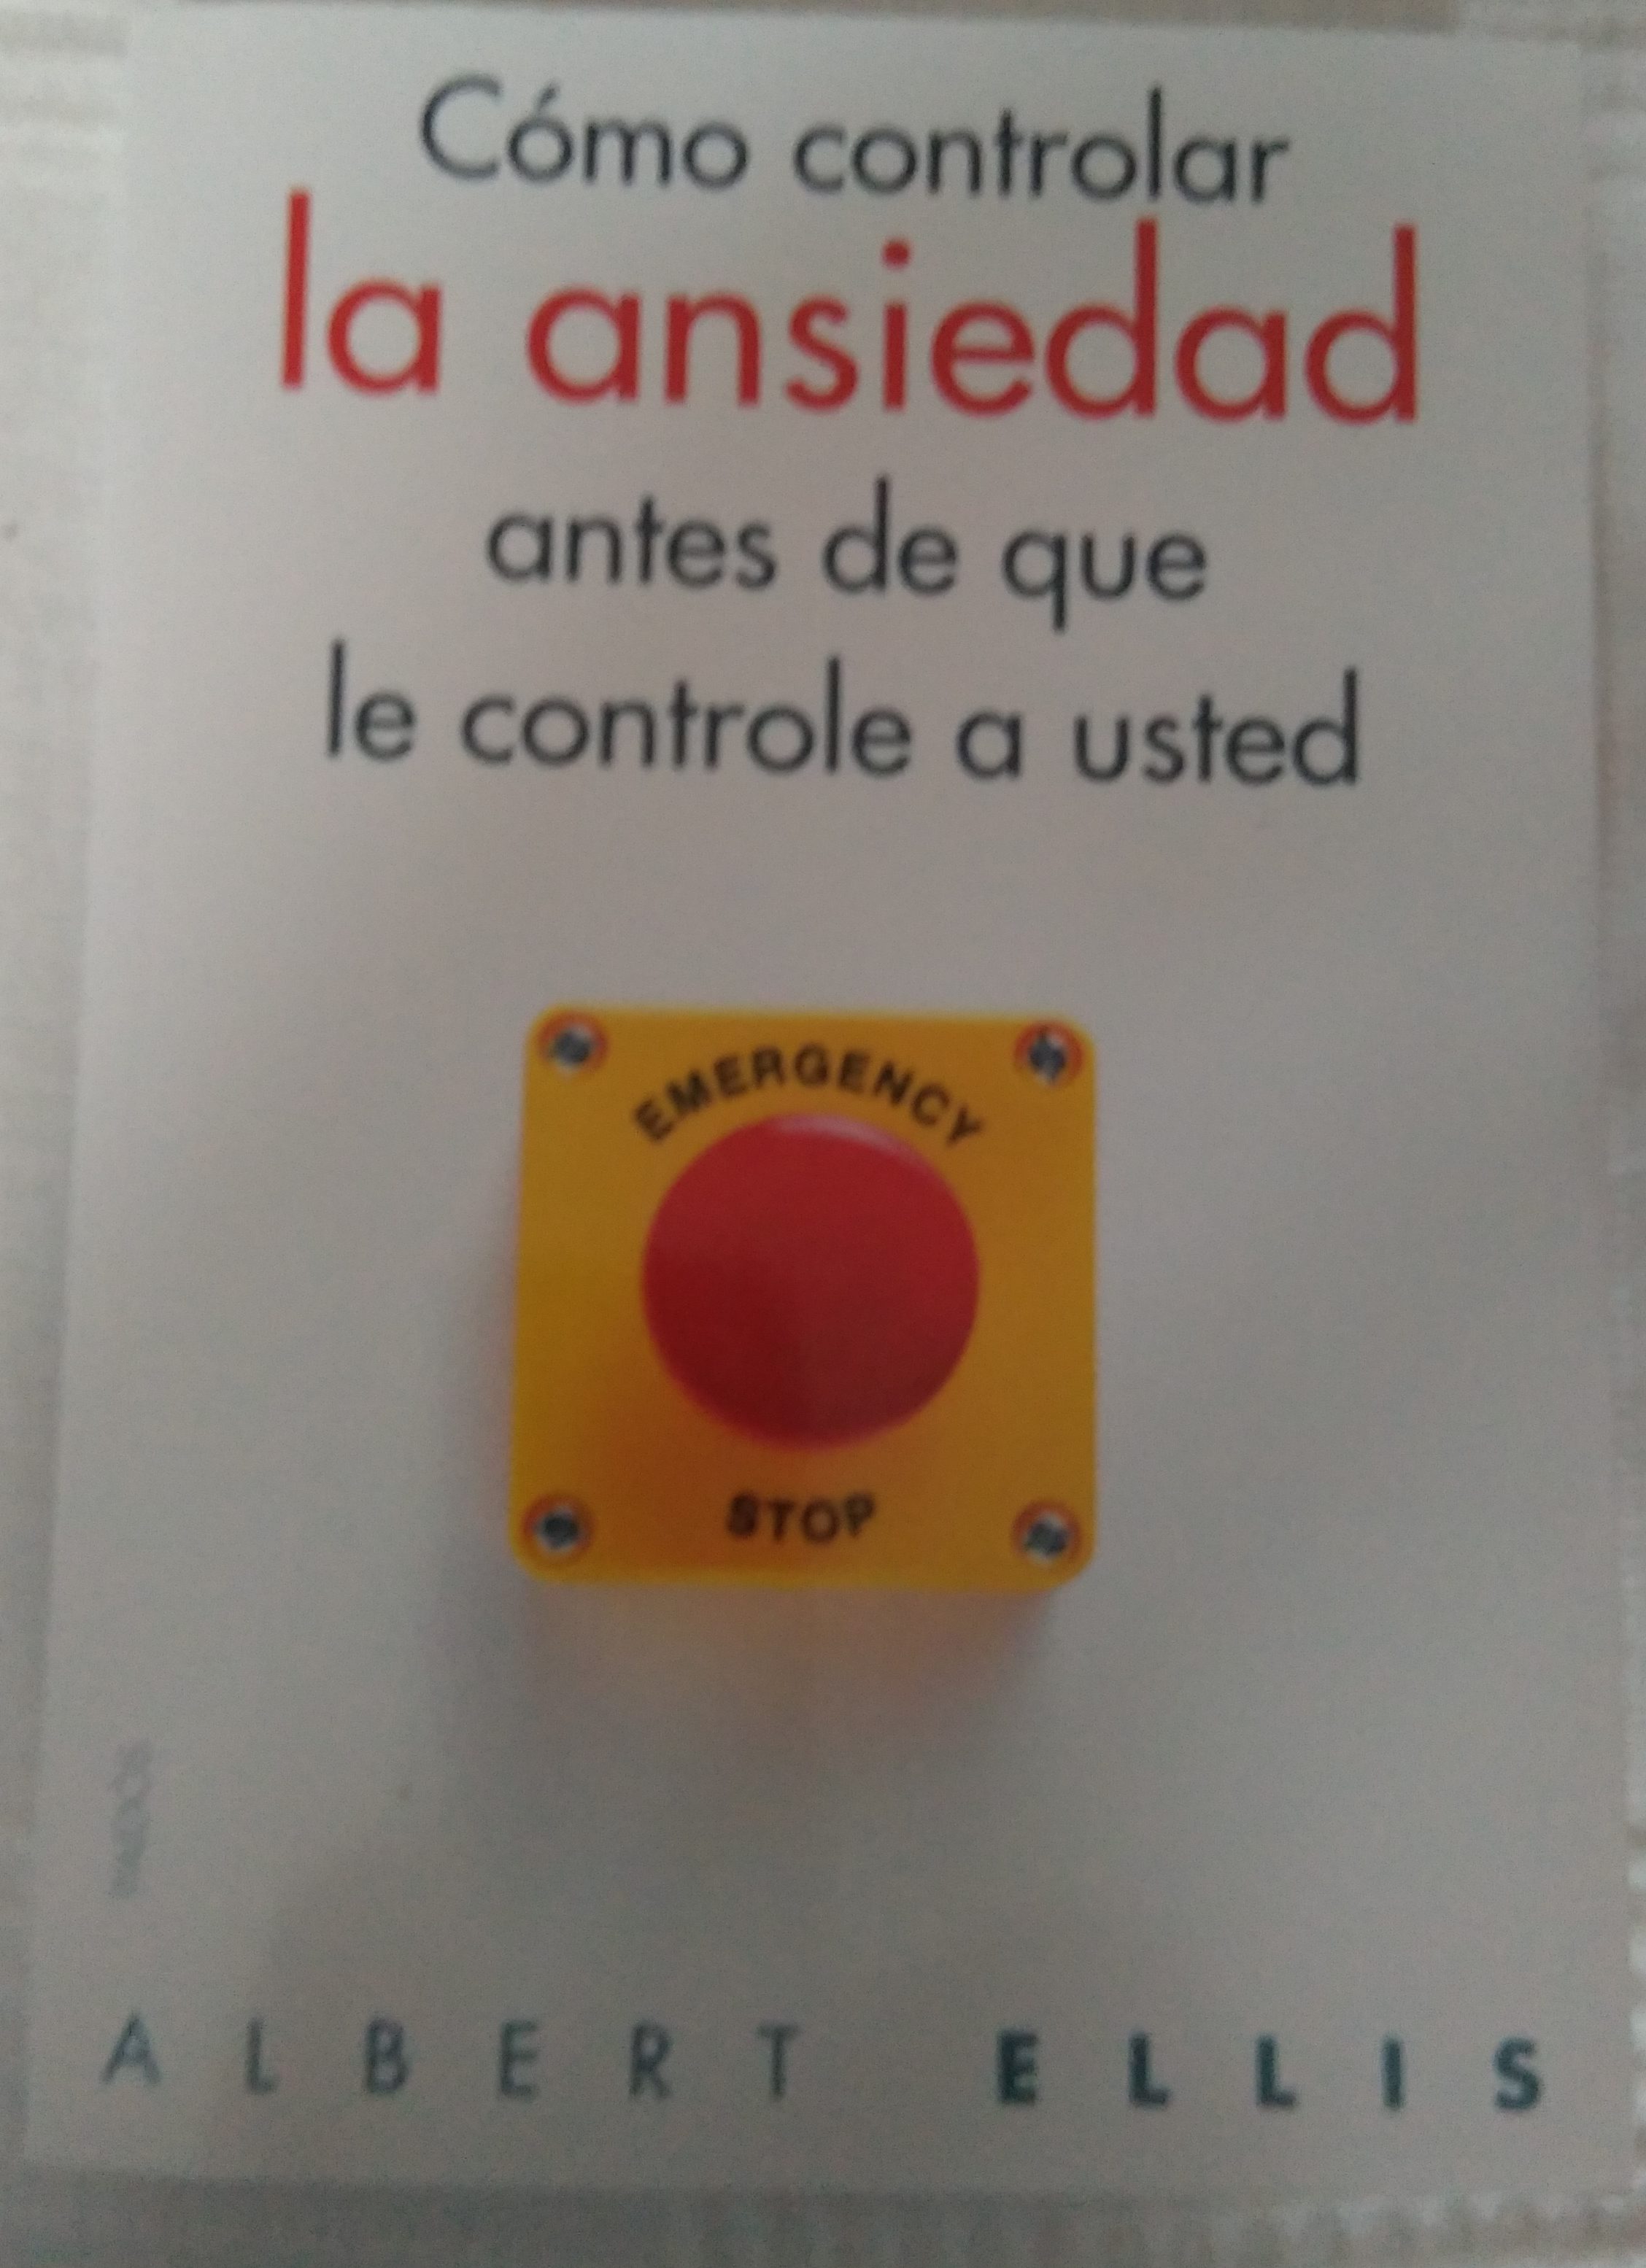 Cómo controlar
la ansiedad
antes de que
le controle a usted
EMERGENCY
STOP
ALBERT ELLIS